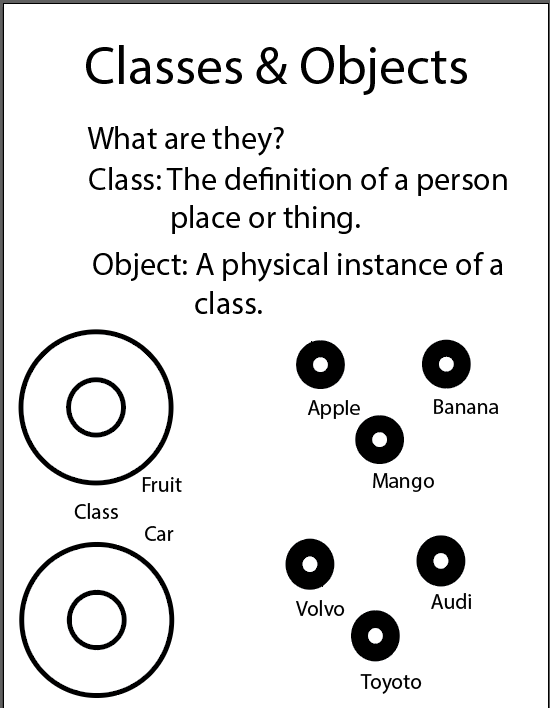 Classes & Objects
What are they?
Class: The definition of a person
place or thing.
Object: A physical instance of a
class.
Apple
Banana
Mango
Fruit
Class
Car
Volvo
Audi
Toyoto